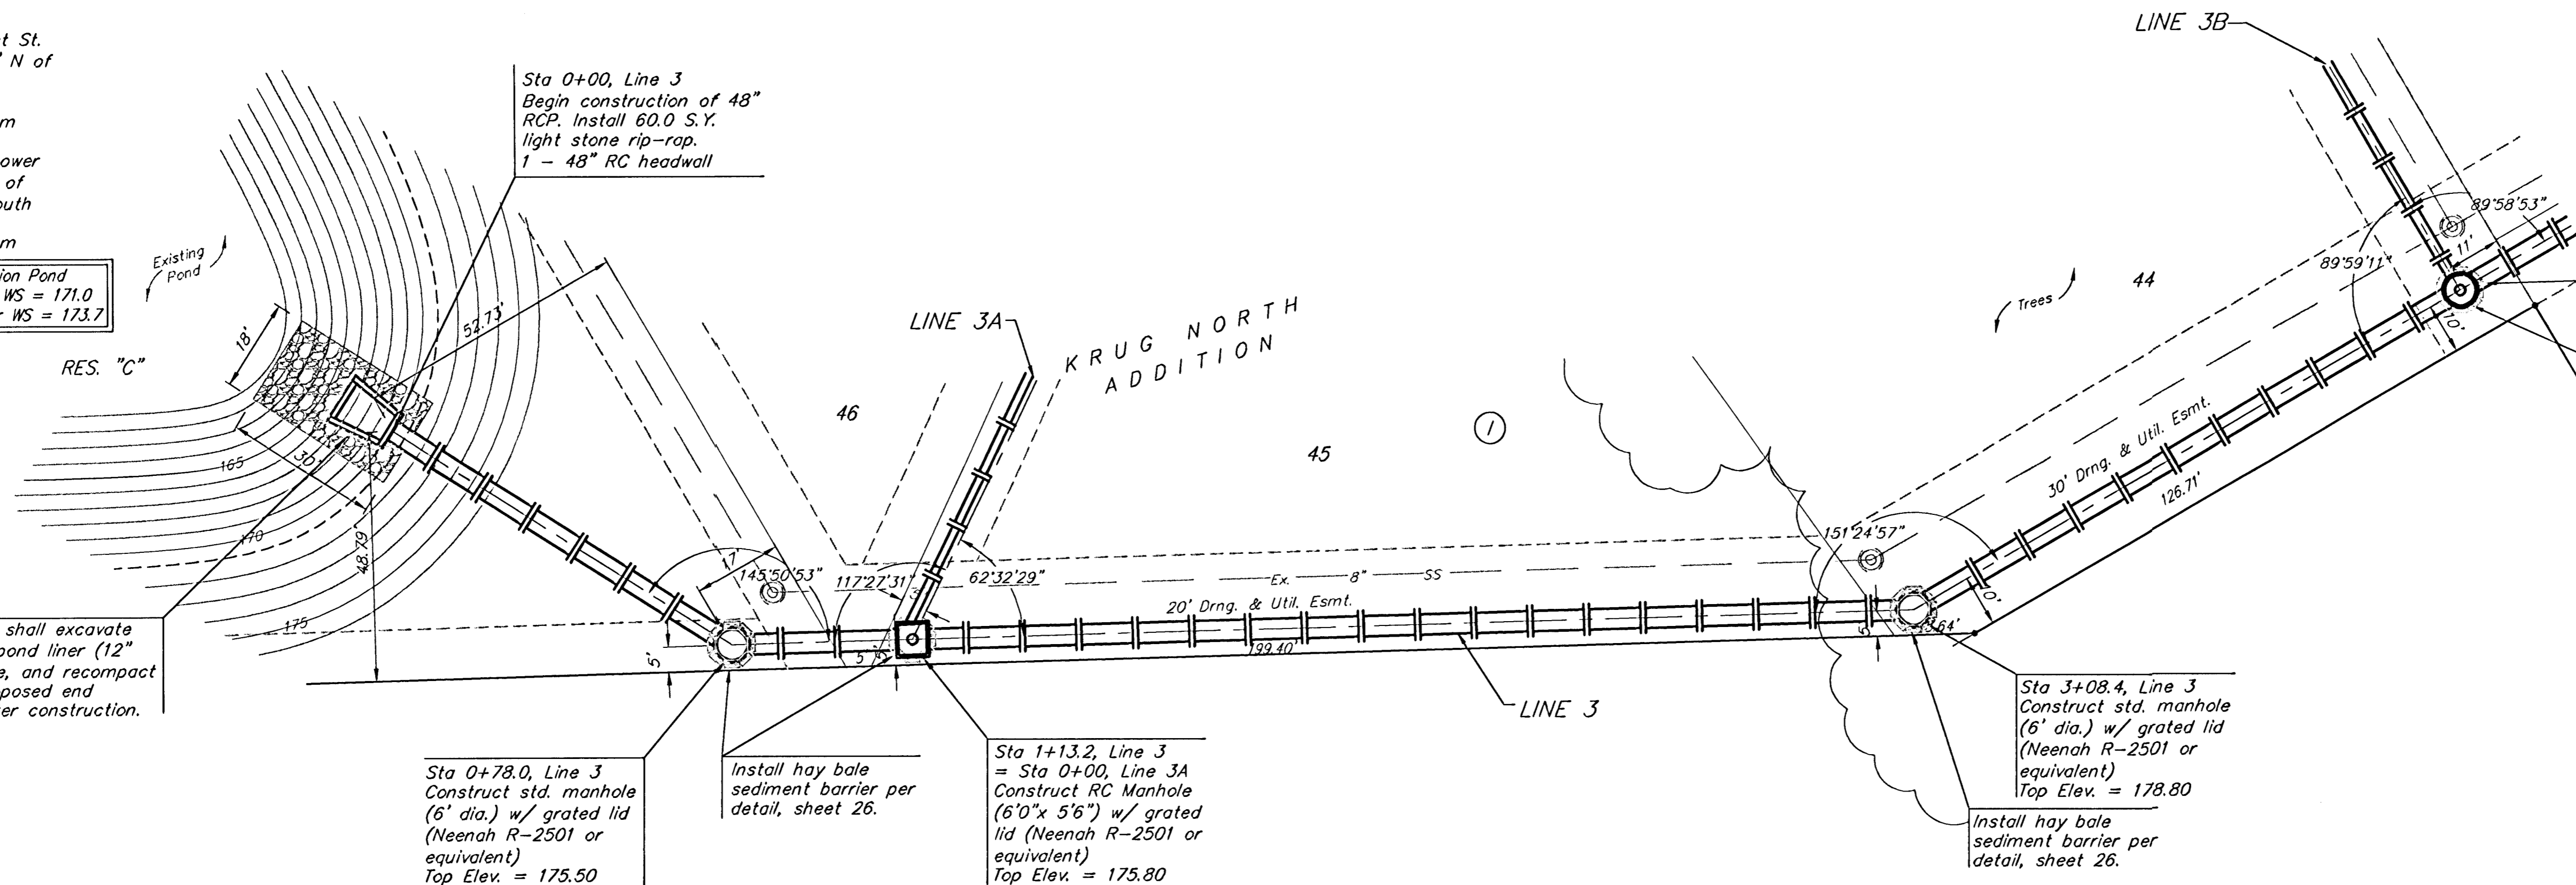 St.
N of
ower
of
outh
ion Pond
WS = 171.0
WS = 173.7
RES. "C"
Existing
Pond
Sta 0+00, Line 3
Begin construction of 48"
RCP. Install 60.0 S.Y.
light stone rip-rap.
1 - 48" RC headwall
18'
30'
52.73'
48.79
165
170
175
shall excavate
pond liner (12"
e, and recompact
posed end
er construction.
46
LINE 3A
KRUG NORTH
ADDITION
45
1
44
Trees
LINE 3B
7'
145°50'53"
117°27'31"
3'
62°32'29"
Ex. 8" SS
20' Drng. & Util. Esmt.
199.40'
5'
5'
5'
5'
151°24'57"
.64'
10'
30' Drng. & Util. Esmt.
126.71'
89°59'11"
89°58'53"
11'
10'
LINE 3
Sta 0+78.0, Line 3
Construct std. manhole
(6' dia.) w/ grated lid
(Neenah R-2501 or
equivalent)
Top Elev. = 175.50
Install hay bale
sediment barrier per
detail, sheet 26.
Sta 1+13.2, Line 3
= Sta 0+00, Line 3A
Construct RC Manhole
(6'0"x 5'6") w/ grated
lid (Neenah R-2501 or
equivalent)
Top Elev. = 175.80
Sta 3+08.4, Line 3
Construct std. manhole
(6' dia.) w/ grated lid
(Neenah R-2501 or
equivalent)
Top Elev. = 178.80
Install hay bale
sediment barrier per
detail, sheet 26.